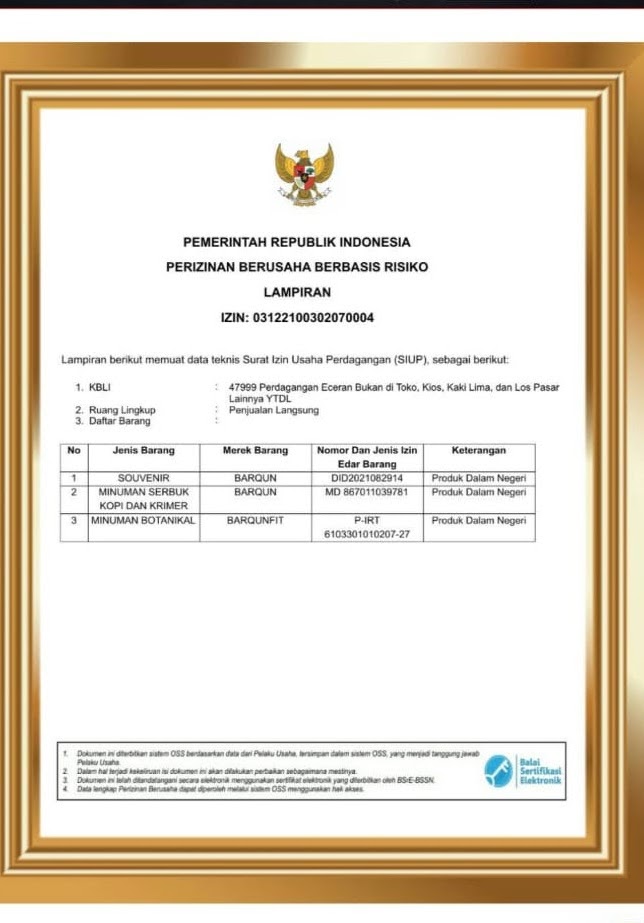 PEMERINTAH REPUBLIK INDONESIA
PERIZINAN BERUSAHA BERBASIS RISIKO
LAMPIRAN
IZIN: 03122100302070004
Lampiran berikut memuat data teknis Surat Izin Usaha Perdagangan (SIUP), sebagai berikut:
1. KBLI : 47999 Perdagangan Eceran Bukan di Toko, Kios, Kaki Lima, dan Los Pasar
Lainnya YTDL
2. Ruang Lingkup : Penjualan Langsung
3. Daftar Barang :
No Jenis Barang Merek Barang Nomor Dan Jenis Izin Keterangan
Edar Barang
1 SOUVENIR BARQUN DID2021082914 Produk Dalam Negeri
2 MINUMAN SERBUK BARQUN MD 867011039781 Produk Dalam Negeri
KOPI DAN KRIMER
3 MINUMAN BOTANIKAL BARQUNFIT P-IRT Produk Dalam Negeri
6103301010207-27
1. Dokumen ini diterbitkan sistem OSS berdasarkan data dari Pelaku Usaha, tersimpan dalam sistem OSS, yang menjadi tanggung jawab
Pelaku Usaha.
2. Dalam hal terjadi kekeliruan isi dokumen ini akan dilakukan perbaikan sebagaimana mestinya.
3. Dokumen ini telah ditandatangani secara elektronik menggunakan sertifikat elektronik yang diterbitkan oleh BSrE-BSSN.
4. Data lengkap Perizinan Berusaha dapat diperoleh melalui sistem OSS menggunakan hak akses.
Balai
Sertifikasi
Elektronik